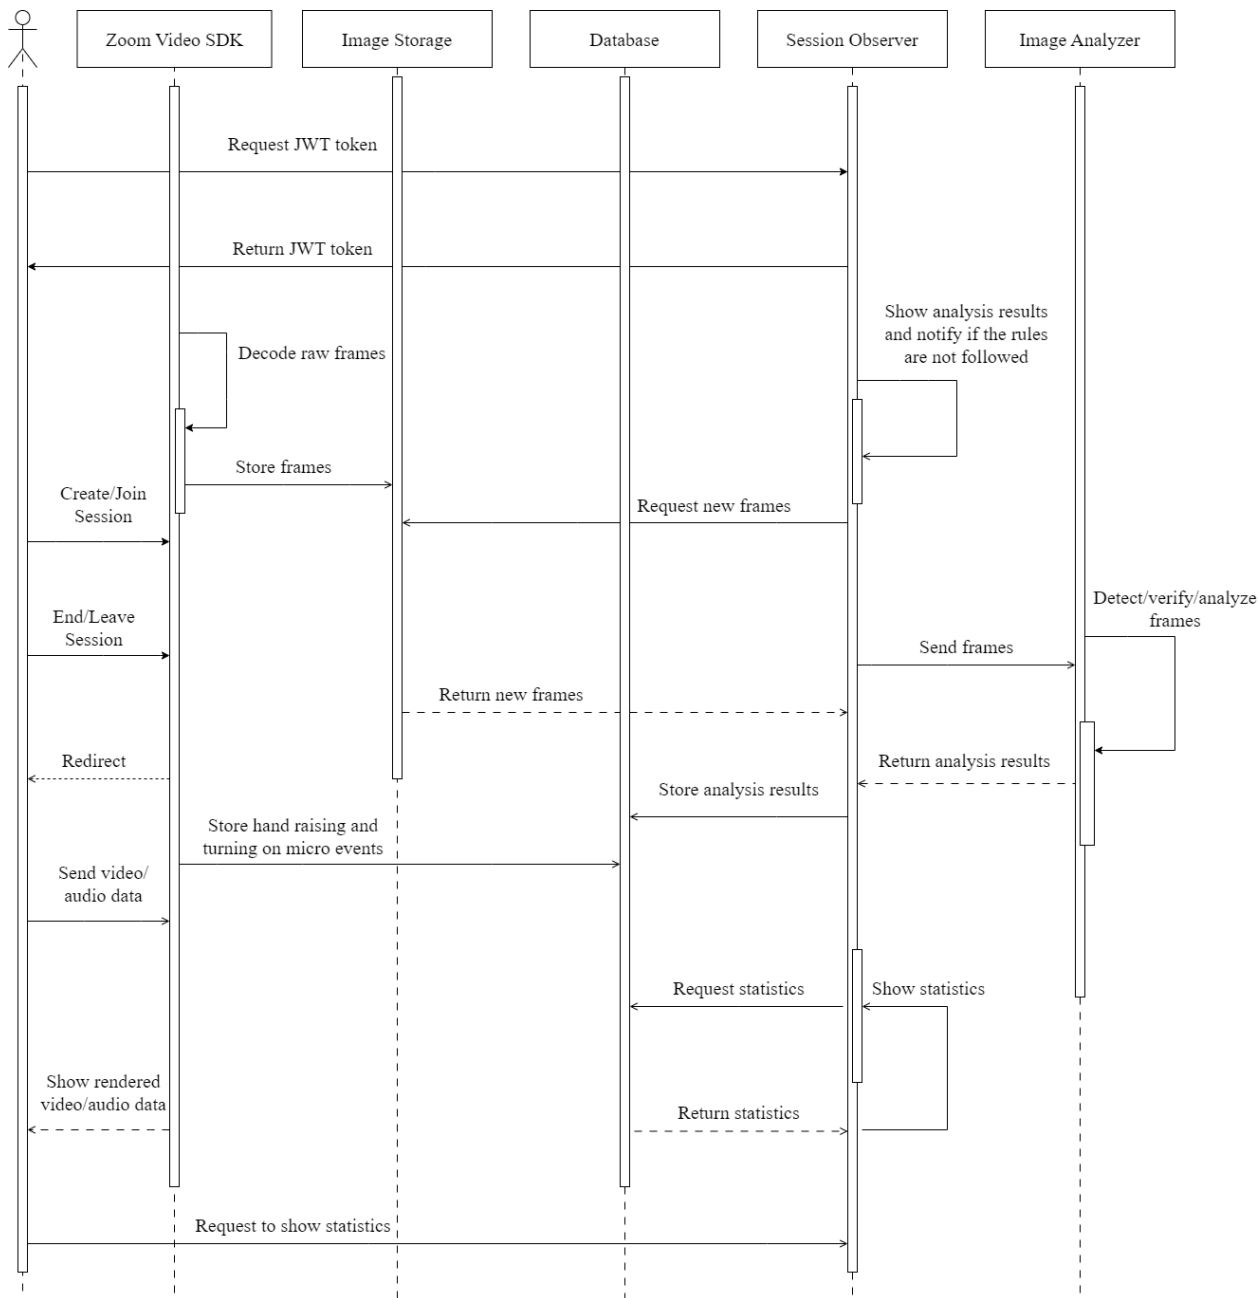 Zoom Video SDK
Image Storage
Database
Session Observer
Image Analyzer
Request JWT token
Return JWT token
Show analysis results
and notify if the rules
are not followed
Decode raw frames
Store frames
Create/Join
Session
Request new frames
Detect/verify/analyze
frames
End/Leave
Session
Send frames
Return new frames
Redirect
Return analysis results
Store analysis results
Store hand raising and
turning on micro events
Send video/
audio data
Request statistics
Show statistics
Show rendered
video/audio data
Return statistics
Request to show statistics